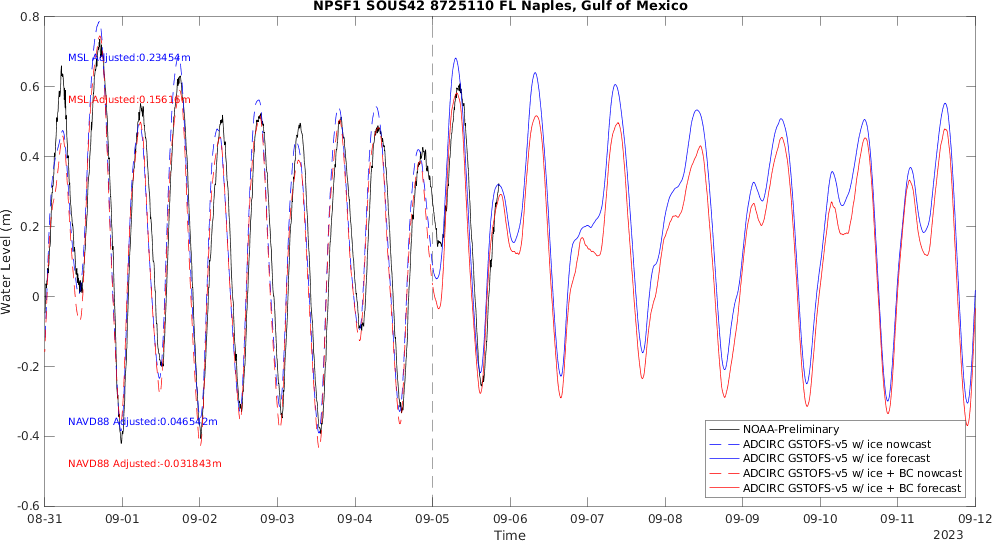 NPSF1 SOUS42 8725110 FL Naples, Gulf of Mexico
0.8
0.6
0.4
0.2
0
-0.2
-0.4
-0.6
Water Level (m)
MSL Adjusted:0.23454m
MSL Adjusted:0.15616m
NAVD88 Adjusted:0.046542m
NAVD88 Adjusted:-0.031843m
NOAA-Preliminary
ADCIRC GSTOFS-v5 w/ ice nowcast
ADCIRC GSTOFS-v5 w/ ice forecast
ADCIRC GSTOFS-v5 w/ ice + BC nowcast
ADCIRC GSTOFS-v5 w/ ice + BC forecast
08-31 09-01 09-02 09-03 09-04 09-05 09-06 09-07 09-08 09-09 09-10 09-11 09-12
Time
2023